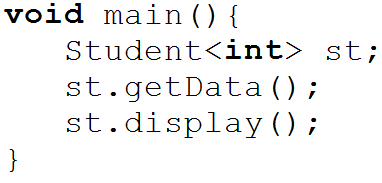 void main(){
Student<int> st;
st.getData();
st.display();
}